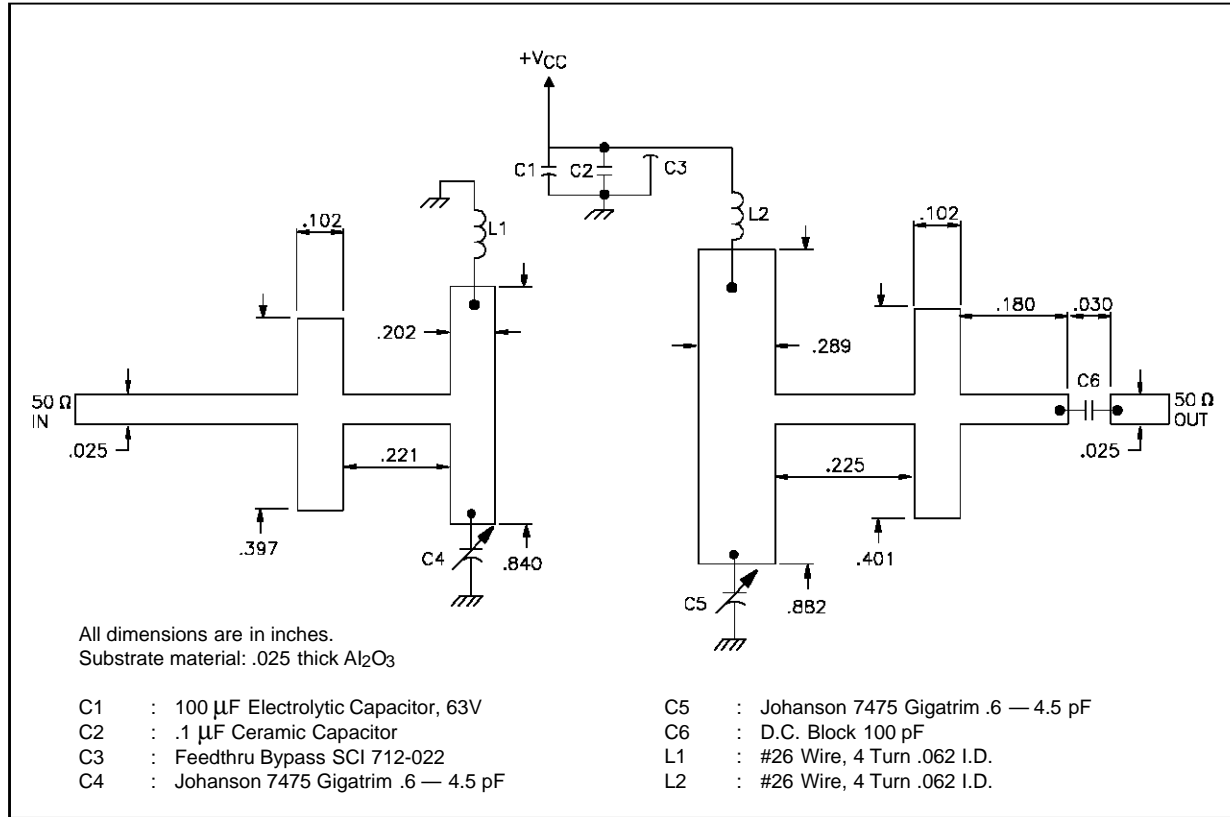 +VCC
C1
C2
C3
L1
L2
.102
.102
.202
.180
.030
.289
C6
50 Ω
IN
50 Ω
OUT
.025
.025
.221
.225
.397
C4
.840
.401
C5
.882
All dimensions are in inches.
Substrate material: .025 thick Al2O3
C1 : 100 µF Electrolytic Capacitor, 63V
C2 : .1 µF Ceramic Capacitor
C3 : Feedthru Bypass SCI 712-022
C4 : Johanson 7475 Gigatrim .6 — 4.5 pF
C5 : Johanson 7475 Gigatrim .6 — 4.5 pF
C6 : D.C. Block 100 pF
L1 : #26 Wire, 4 Turn .062 I.D.
L2 : #26 Wire, 4 Turn .062 I.D.